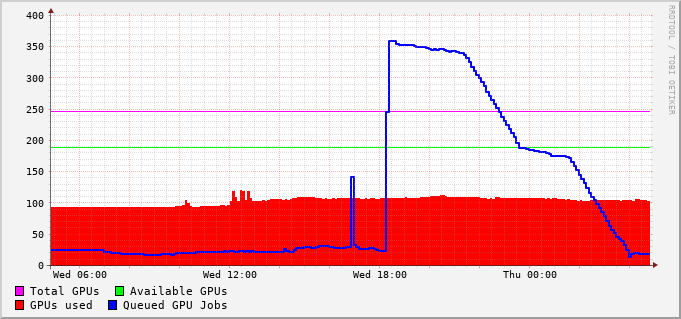 400
350
300
250
200
150
100
50
0
Wed 06:00 Wed 12:00 Wed 18:00 Thu 00:00
Total GPUs Available GPUs
GPUs used Queued GPU Jobs
RRDTOOL / TOBI OETIKER